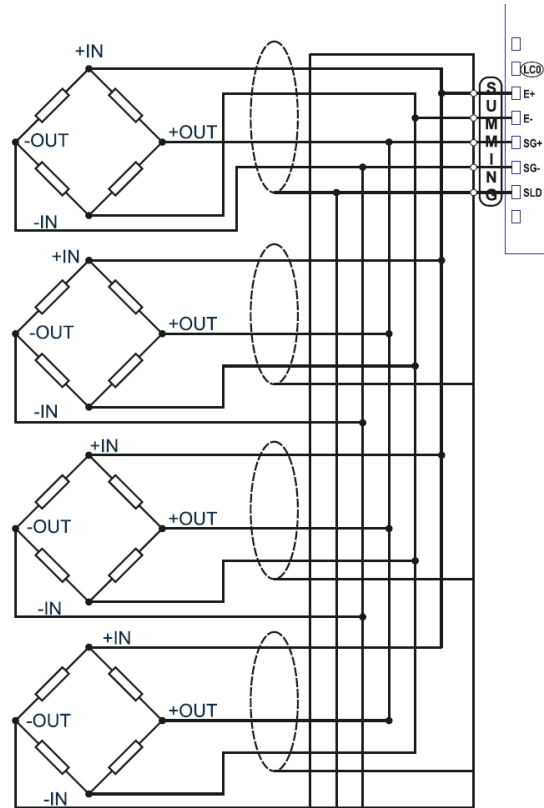 +IN
-OUT
+OUT
-IN
+IN
-OUT
+OUT
-IN
+IN
-OUT
+OUT
-IN
+IN
-OUT
+OUT
-IN
SUMMING
LC0
E+
E-
SG+
SG-
SLD